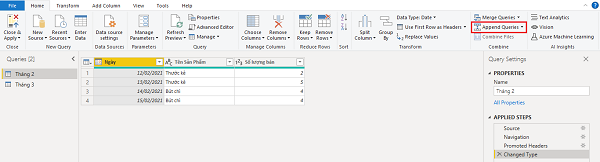 File Home Transform Add Column View Tools Help
Close & Apply
New Source
Recent Sources
Enter Data
Data source settings
Manage Parameters
Refresh Preview
Properties
Advanced Editor
Manage
Choose Columns
Remove Columns
Keep Rows
Remove Rows
Split Column
Group By
Data Type: Date
Use First Row as Headers
Replace Values
Merge Queries
Append Queries
Combine Files
Text Analytics
Vision
Azure Machine Learning
Close New Query Data Sources Parameters Query Manage Columns Reduce Rows Sort Transform Combine AI Insights
Queries (2)
Tháng 2
Tháng 3
Ngày Tên Sản Phẩm Số lượng bán
1 12/02/2021 Thước kẻ 2
2 13/02/2021 Thước kẻ 5
3 14/02/2021 Bút chì 4
4 15/02/2021 Bút chì 4
Query Settings
PROPERTIES
Name
Tháng 2
All Properties
APPLIED STEPS
Source
Navigation
Promoted Headers
Changed Type